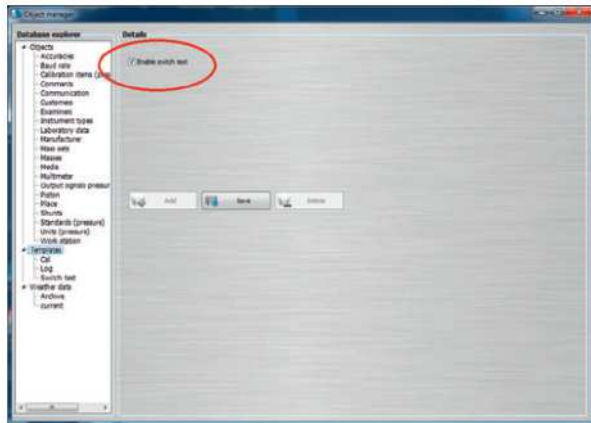 Object manager
Database explorer
Details
Objects
Accuracies
Baud rate
Calibration items (
Comments
Communication
Customers
Examiners
Instrument types
Laboratory data
Manufacturer
Mass sets
Masses
Media
Multimeter
Output signals pressur
Piston
Place
Shunts
Standards (pressure)
Units (pressure)
Work station
Templates
Cal
Log
Switch test
Weather data
Archive
current
Enable switch test
Add
Save
Delete